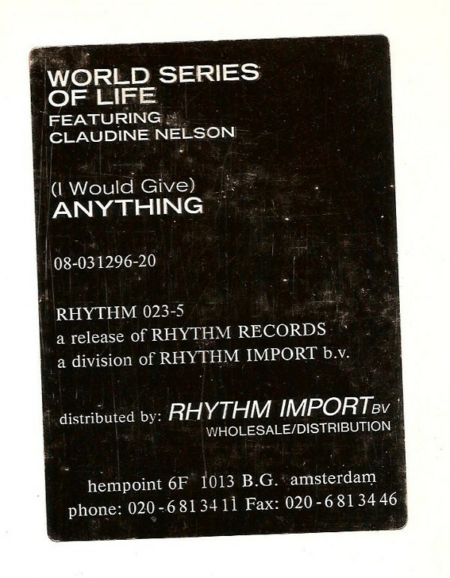 WORLD SERIES
OF LIFE
FEATURING
CLAUDINE NELSON
(I Would Give)
ANYTHING
08-031296-20
RHYTHM 023-5
a release of RHYTHM RECORDS
a division of RHYTHM IMPORT b.v.
distributed by: RHYTHM IMPORT BV
WHOLESALE/DISTRIBUTION
hempoint 6F 1013 B.G. amsterdam
phone: 020-6813411 Fax: 020-6813446